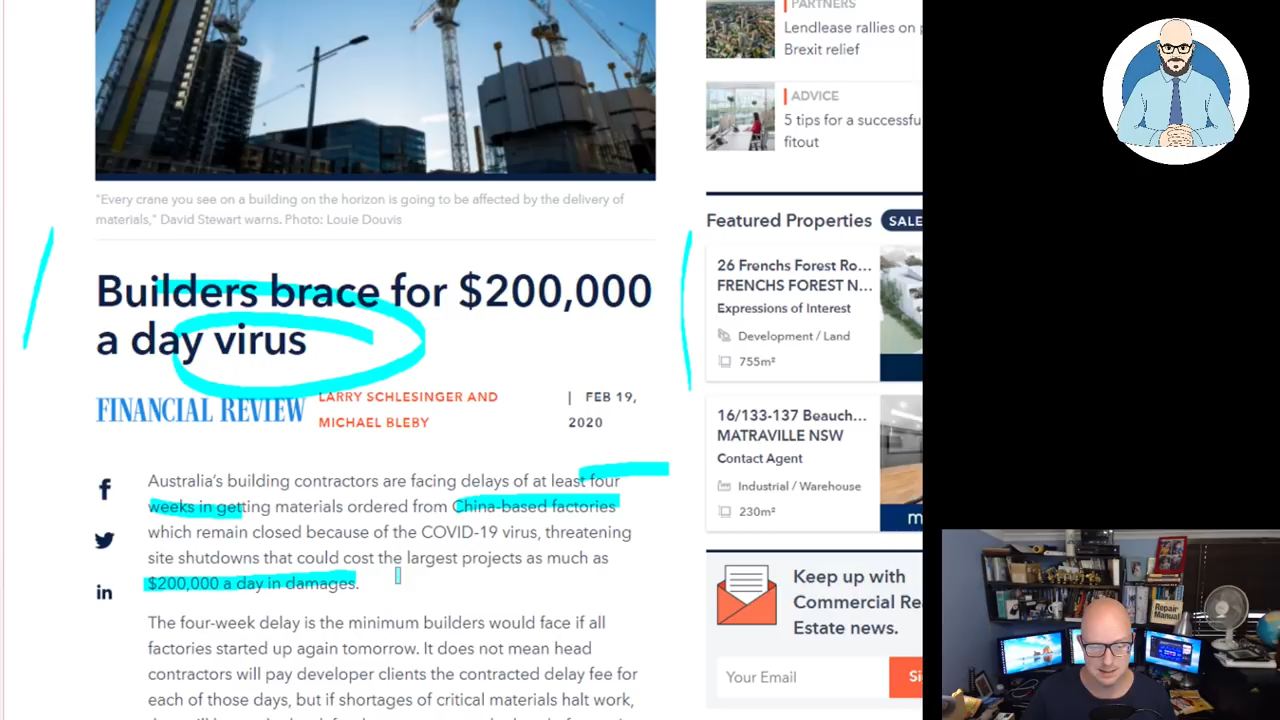 "Every crane you see on a building on the horizon is going to be affected by the delivery of
materials," David Stewart warns. Photo: Louie Douvis
Builders brace for $200,000
a day virus
FINANCIAL REVIEW
LARRY SCHLESINGER AND
MICHAEL BLEBY
| FEB 19,
2020
Australia's building contractors are facing delays of at least four
weeks in getting materials ordered from China-based factories
which remain closed because of the COVID-19 virus, threatening
site shutdowns that could cost the largest projects as much as
$200,000 a day in damages.
The four-week delay is the minimum builders would face if all
factories started up again tomorrow. It does not mean head
contractors will pay developer clients the contracted delay fee for
each of those days, but if shortages of critical materials halt work,
PARTNERS
Lendlease rallies on
Brexit relief
ADVICE
5 tips for a successfu
fitout
Featured Properties
SALE
26 Frenchs Forest Ro...
FRENCHS FOREST N...
Expressions of Interest
Development / Land
755m²
16/133-137 Beauch...
MATRAVILLE NSW
Contact Agent
Industrial / Warehouse
230m²
m
Keep up with
Commercial Re
Estate news.
Your Email
Si
Repair
Manual